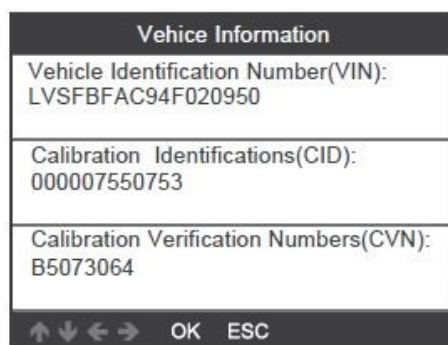 Vehice Information
Vehicle Identification Number(VIN):
LVSFBFAC94F020950
Calibration Identifications(CID):
000007550753
Calibration Verification Numbers(CVN):
B5073064
OK ESC